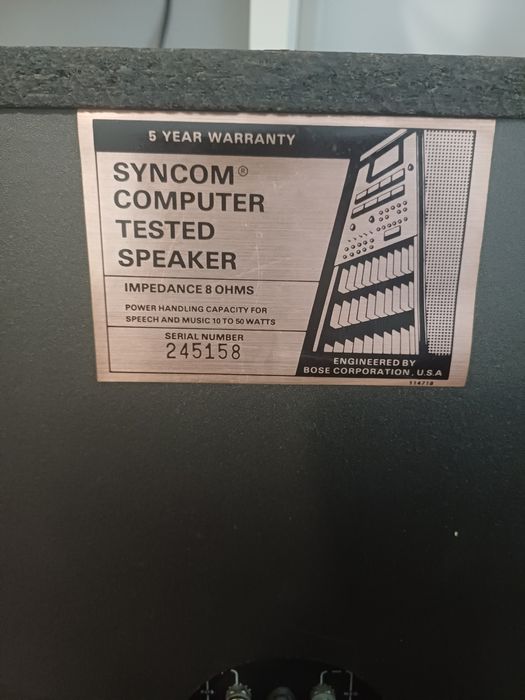 5 YEAR WARRANTY
SYNCOM®
COMPUTER
TESTED
SPEAKER
IMPEDANCE 8 OHMS
POWER HANDLING CAPACITY FOR
SPEECH AND MUSIC 10 TO 50 WATTS
SERIAL NUMBER
245158
ENGINEERED BY
BOSE CORPORATION, U.S.A
114718